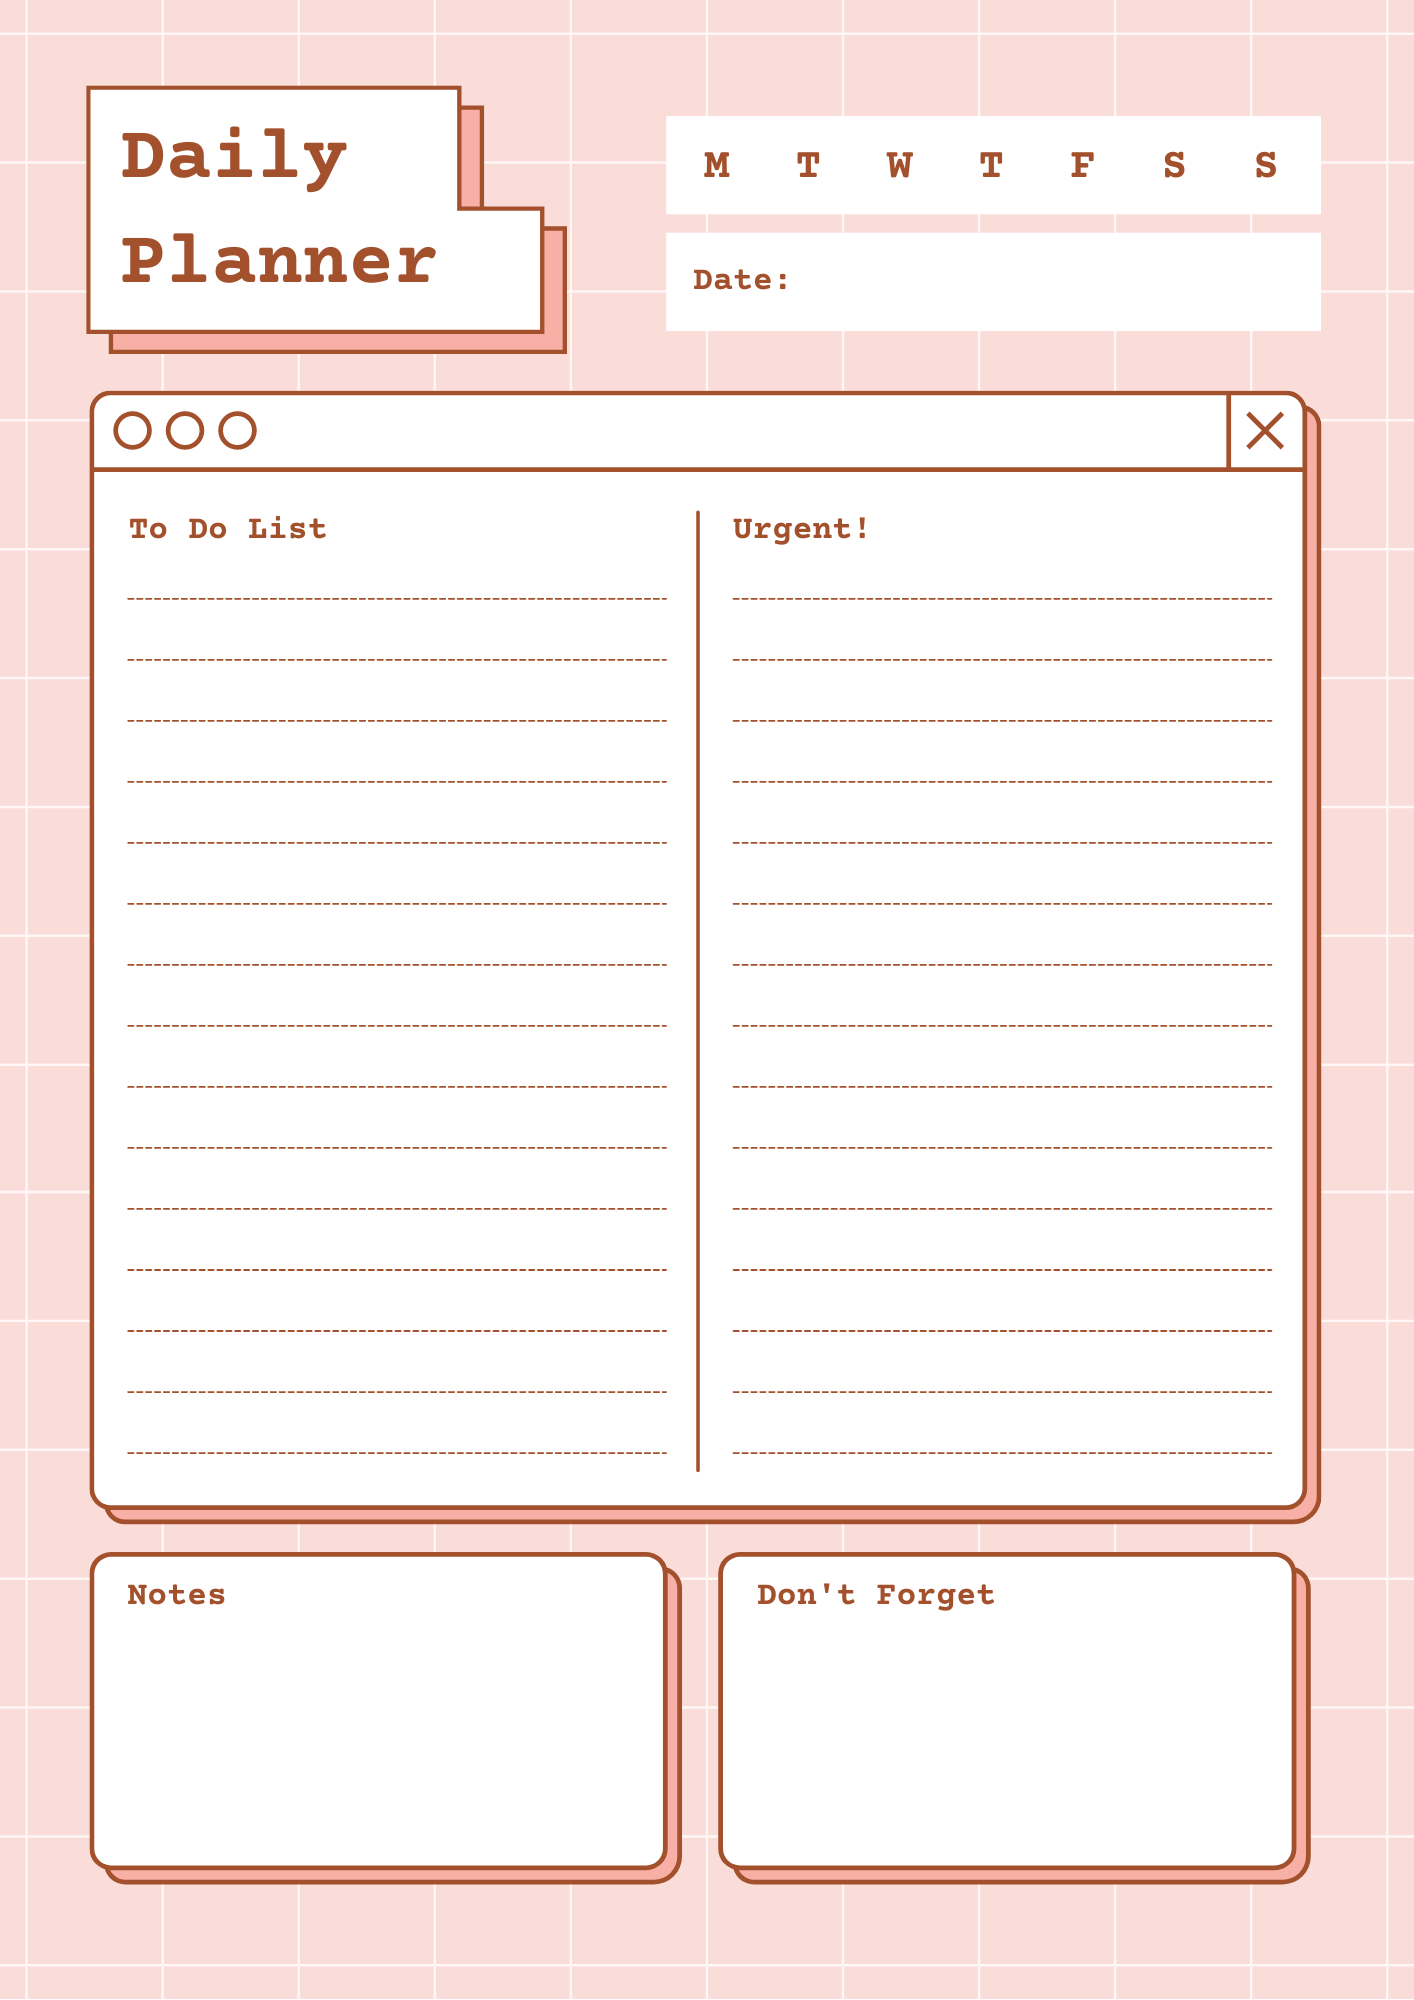 Daily
Planner
M T W T F S S
Date:
To Do List
Urgent!
Notes
Don't Forget